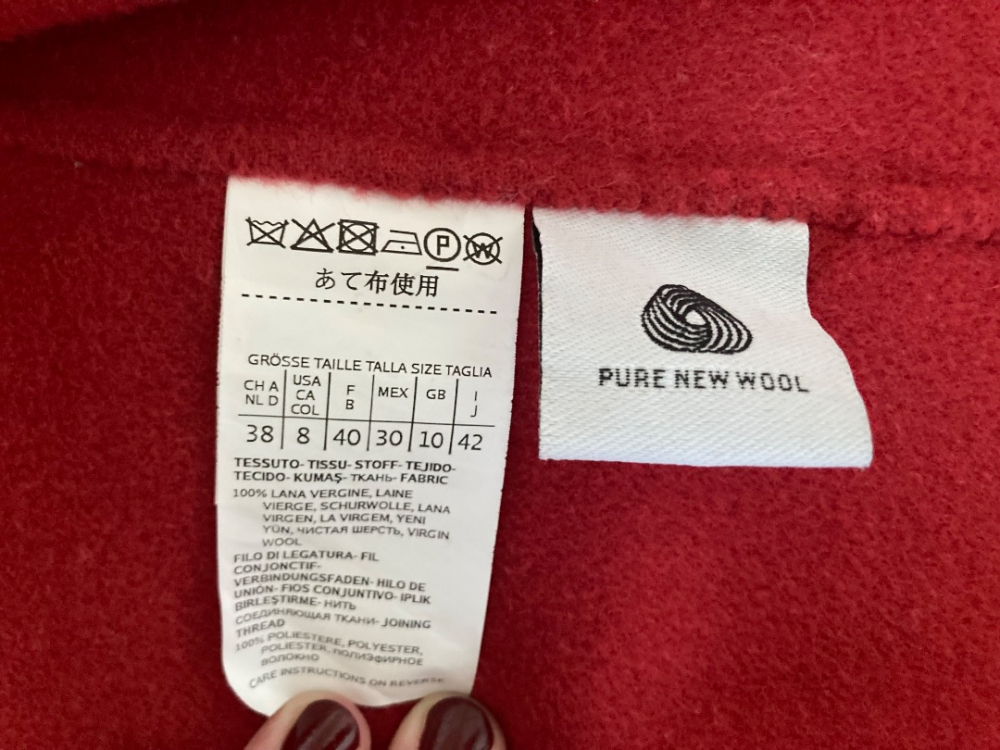 P W
あて布使用
GRÖSSE TAILLE TALLA SIZE TAGLIA
CH A NL D USA CA COL F B MEX GB I J
38 8 40 30 10 42
TESSUTO- TISSU- STOFF- TEJIDO-
TECIDO- KUMAŞ- ТКАНЬ- FABRIC
100% LANA VERGINE, LAINE
VIERGE, SCHURWOLLE, LANA
VIRGEN, LA VIRGEM, YENI
YÜN, ЧИСТАЯ ШЕРСТЬ, VIRGIN
WOOL
FILO DI LEGATURA- FIL
CONJONCTIF-
VERBINDUNGSFADEN- HILO DE
UNIÓN- FIOS CONJUNTIVO- IPLIK
BIRLEŞTIRME- НИТЬ
СОЕДИНЯЮЩАЯ ТКАНИ- JOINING
THREAD
100% POLIESTERE, POLYESTER,
POLIESTER, ПОЛИЭФИРНОЕ
ВОЛОКНО
CARE INSTRUCTIONS ON REVERSE
PURE NEW WOOL